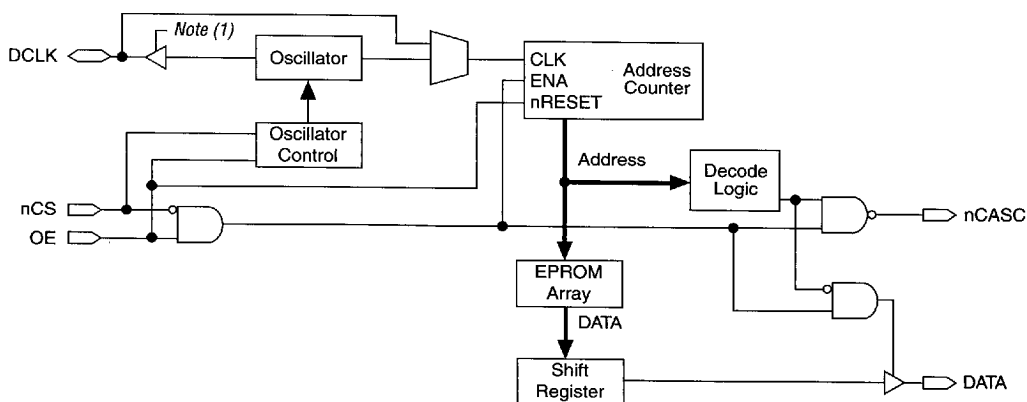 Note (1)
DCLK
Oscillator
CLK
ENA
nRESET
Address
Counter
Oscillator
Control
Address
Decode
Logic
nCS
OE
nCASC
EPROM
Array
DATA
Shift
Register
DATA